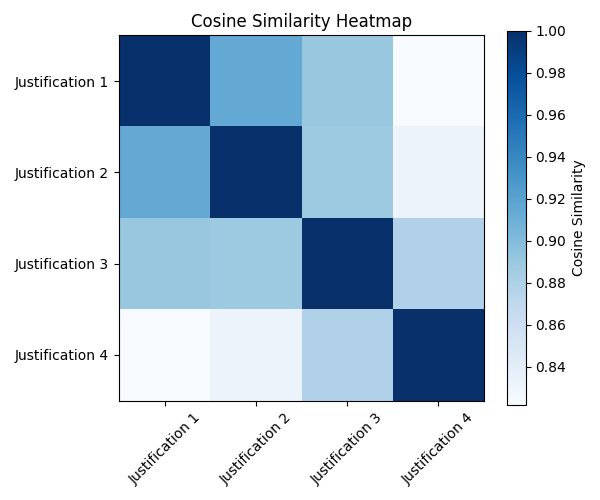 Cosine Similarity Heatmap
Justification 1
Justification 2
Justification 3
Justification 4
Justification 1
Justification 2
Justification 3
Justification 4
1.00
0.98
0.96
0.94
0.92
0.90
0.88
0.86
0.84
Cosine Similarity